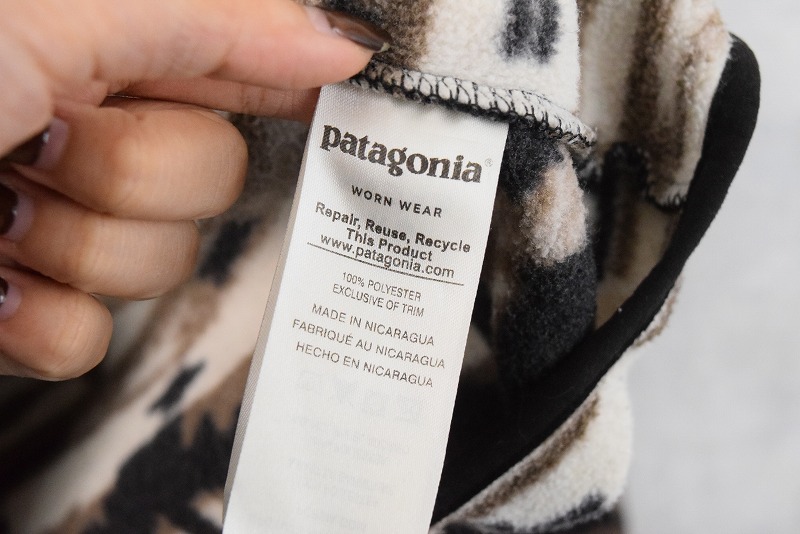 patagonia®
WORN WEAR
Repair, Reuse, Recycle
This Product
www.patagonia.com
100% POLYESTER
EXCLUSIVE OF TRIM
MADE IN NICARAGUA
FABRIQUÉ AU NICARAGUA
HECHO EN NICARAGUA